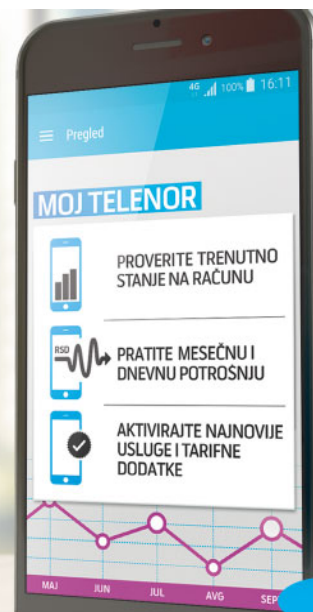 4G 100% 16:11
Pregled
MOJ TELENOR
PROVERITE TRENUTNO
STANJE NA RAČUNU
RSD
PRATITE MESEČNU I
DNEVNU POTROŠNJU
AKTIVIRAJTE NAJNOVIJE
USLUGE I TARIFNE
DODATKE
MAJ JUN JUL AVG SEP